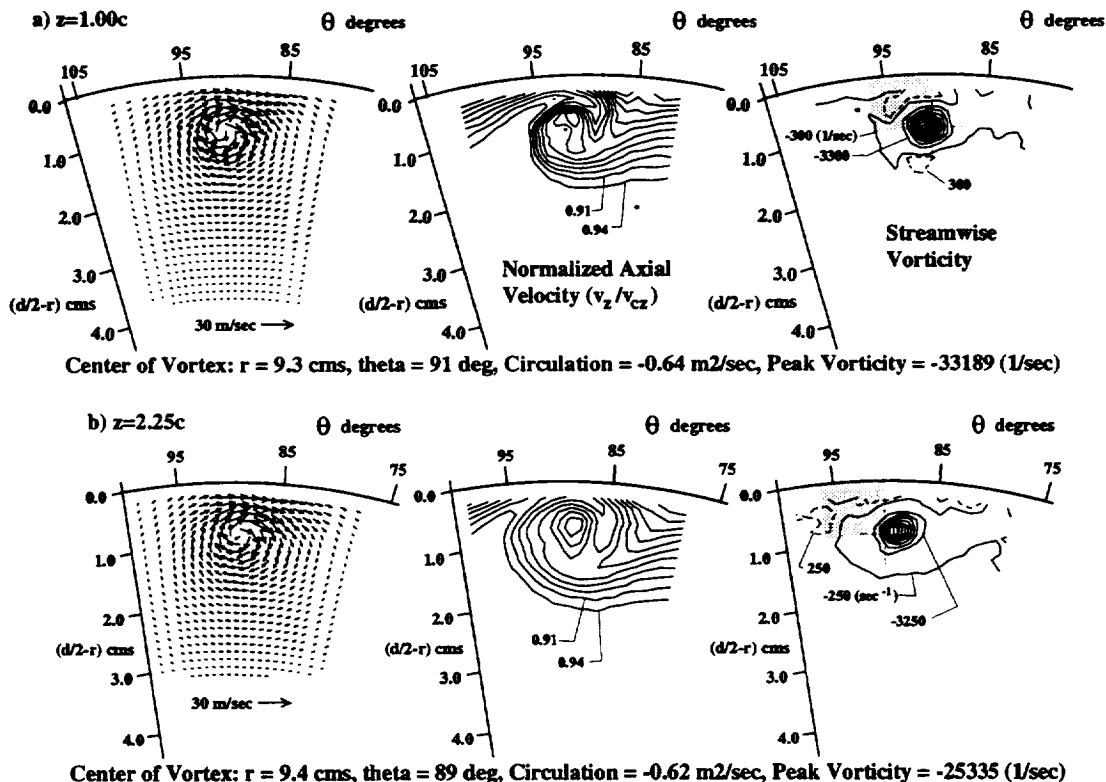 a) z=1.00c
θ degrees
θ degrees
θ degrees
105 95 85
95 85
105 95 85
0.0
1.0
2.0
3.0
(d/2-r) cms
4.0
30 m/sec
0.0
1.0
2.0
3.0
(d/2-r) cms
4.0
0.91
0.94
Normalized Axial
Velocity (v_z/v_cz)
0.0
1.0
2.0
3.0
(d/2-r) cms
4.0
-300 (1/sec)
-3300
300
Streamwise
Vorticity
Center of Vortex: r = 9.3 cms, theta = 91 deg, Circulation = -0.64 m2/sec, Peak Vorticity = -33189 (1/sec)
b) z=2.25c
θ degrees
θ degrees
θ degrees
95 85 75
95 85 75
95 85 75
0.0
1.0
2.0
(d/2-r) cms
3.0
4.0
30 m/sec
0.0
1.0
2.0
(d/2-r) cms
3.0
4.0
0.91
0.94
0.0
1.0
2.0
(d/2-r) cms
3.0
4.0
250
-250 (sec⁻¹)
-3250
Center of Vortex: r = 9.4 cms, theta = 89 deg, Circulation = -0.62 m2/sec, Peak Vorticity = -25335 (1/sec)